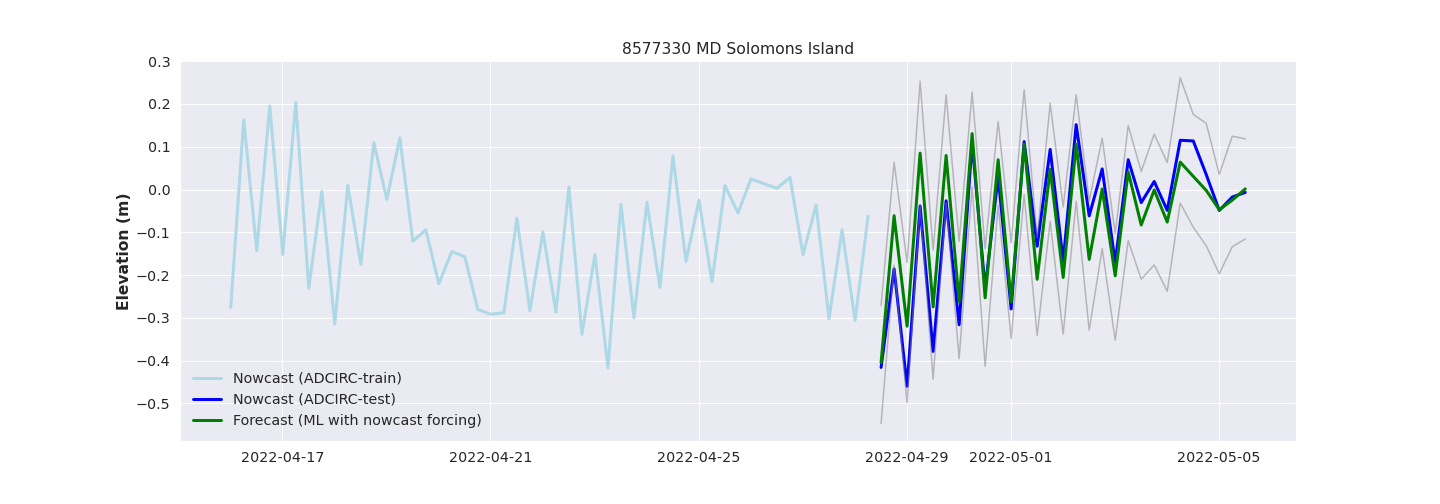 8577330 MD Solomons Island
Elevation (m)
0.3
0.2
0.1
0.0
−0.1
−0.2
−0.3
−0.4
−0.5
Nowcast (ADCIRC-train)
Nowcast (ADCIRC-test)
Forecast (ML with nowcast forcing)
2022-04-17 2022-04-21 2022-04-25 2022-04-29 2022-05-01 2022-05-05